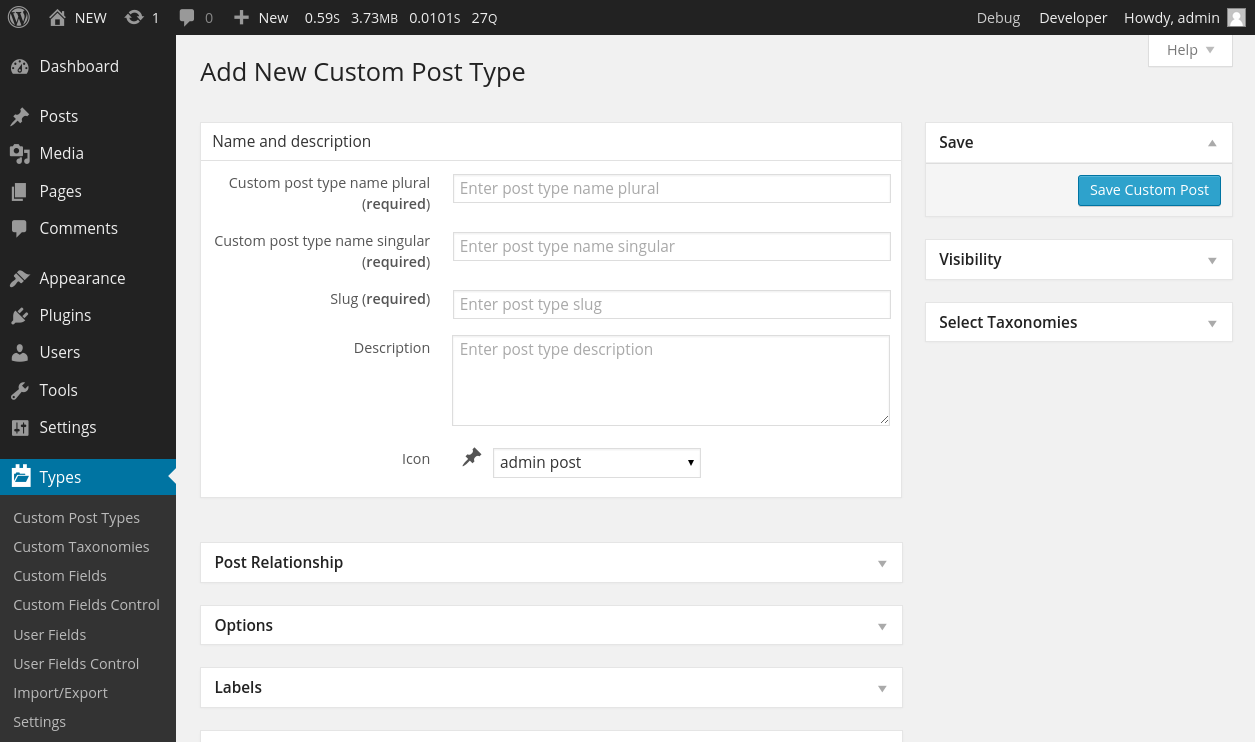 NEW 1 0 New 0.59S 3.73MB 0.0101S 27Q Debug Developer Howdy, admin
Help
Dashboard
Posts
Media
Pages
Comments
Appearance
Plugins
Users
Tools
Settings
Types
Custom Post Types
Custom Taxonomies
Custom Fields
Custom Fields Control
User Fields
User Fields Control
Import/Export
Settings
Add New Custom Post Type
Name and description
Custom post type name plural
(required)
Enter post type name plural
Custom post type name singular
(required)
Enter post type name singular
Slug (required)
Enter post type slug
Description
Enter post type description
Icon
admin post
Post Relationship
Options
Labels
Save
Save Custom Post
Visibility
Select Taxonomies